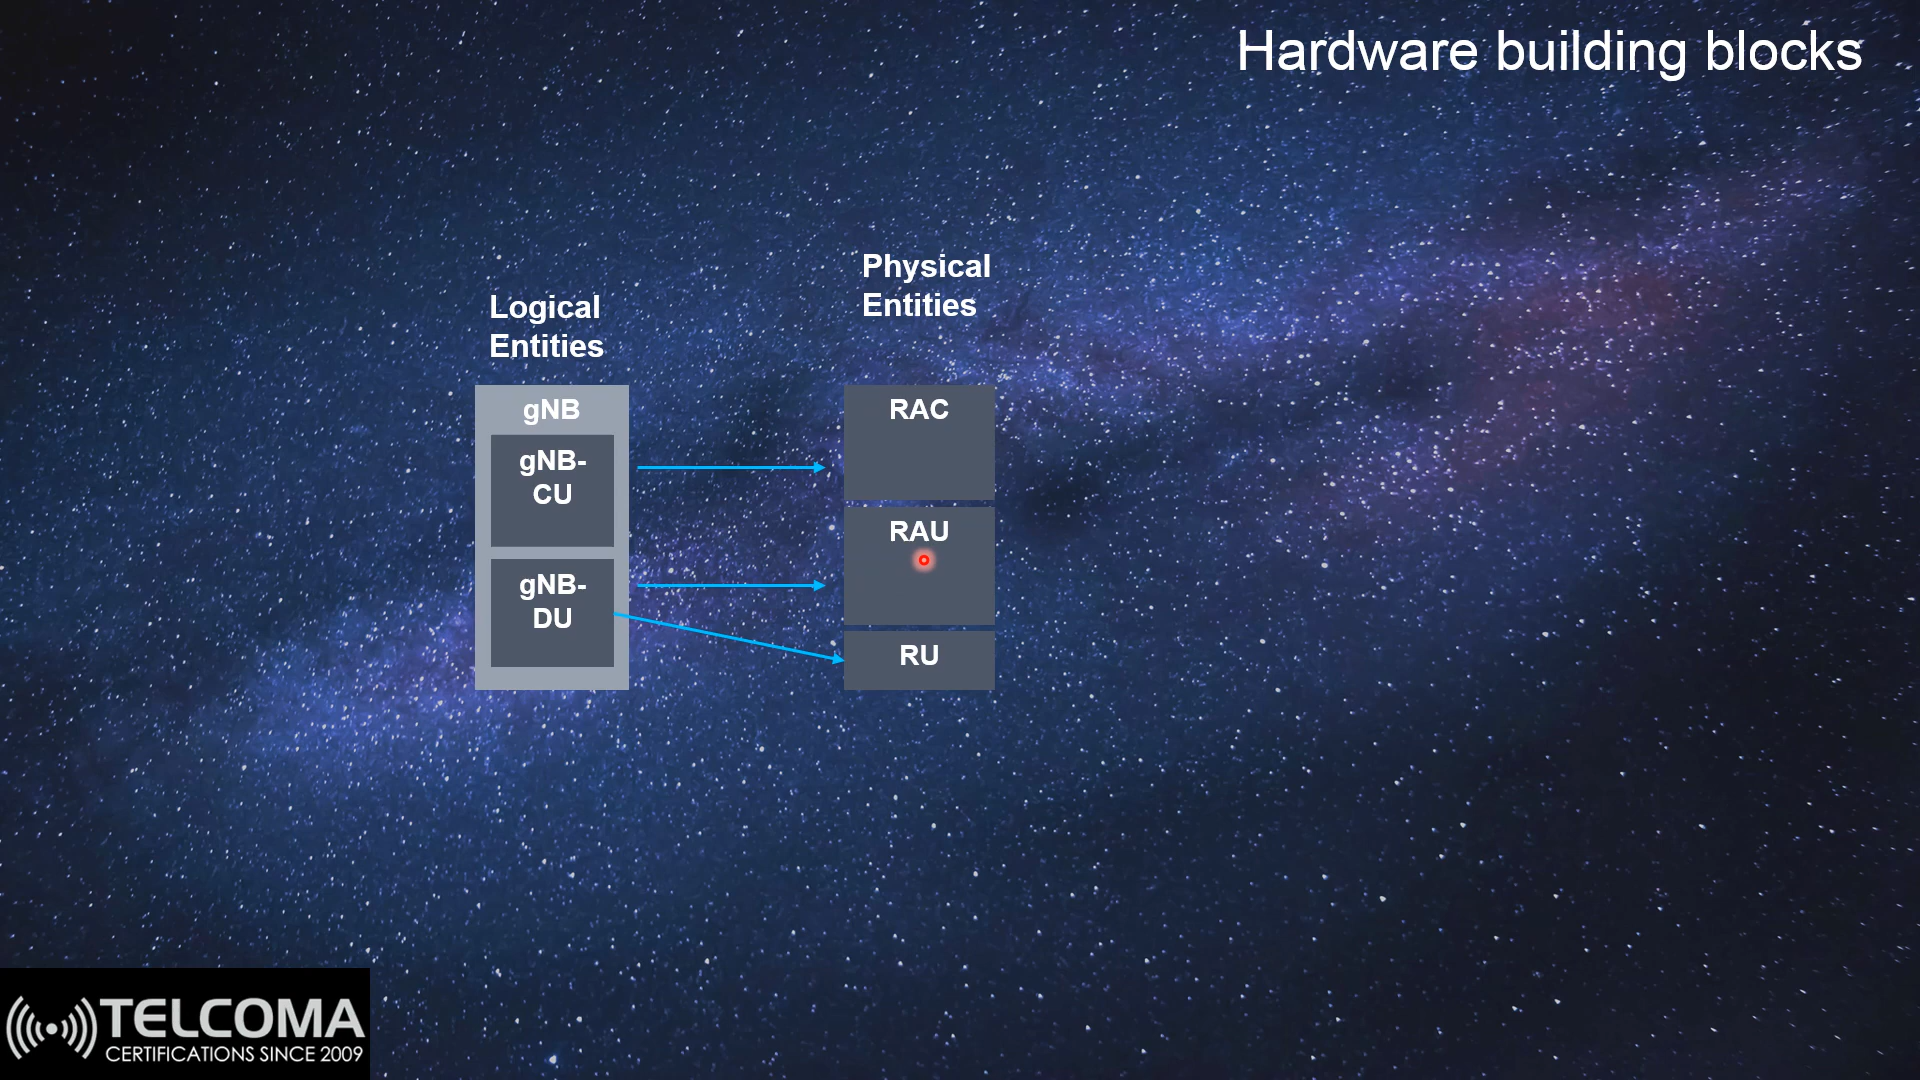 Hardware building blocks
Logical
Entities
gNB
gNB-
CU
gNB-
DU
Physical
Entities
RAC
RAU
RU
TELCOMA
CERTIFICATIONS SINCE 2009